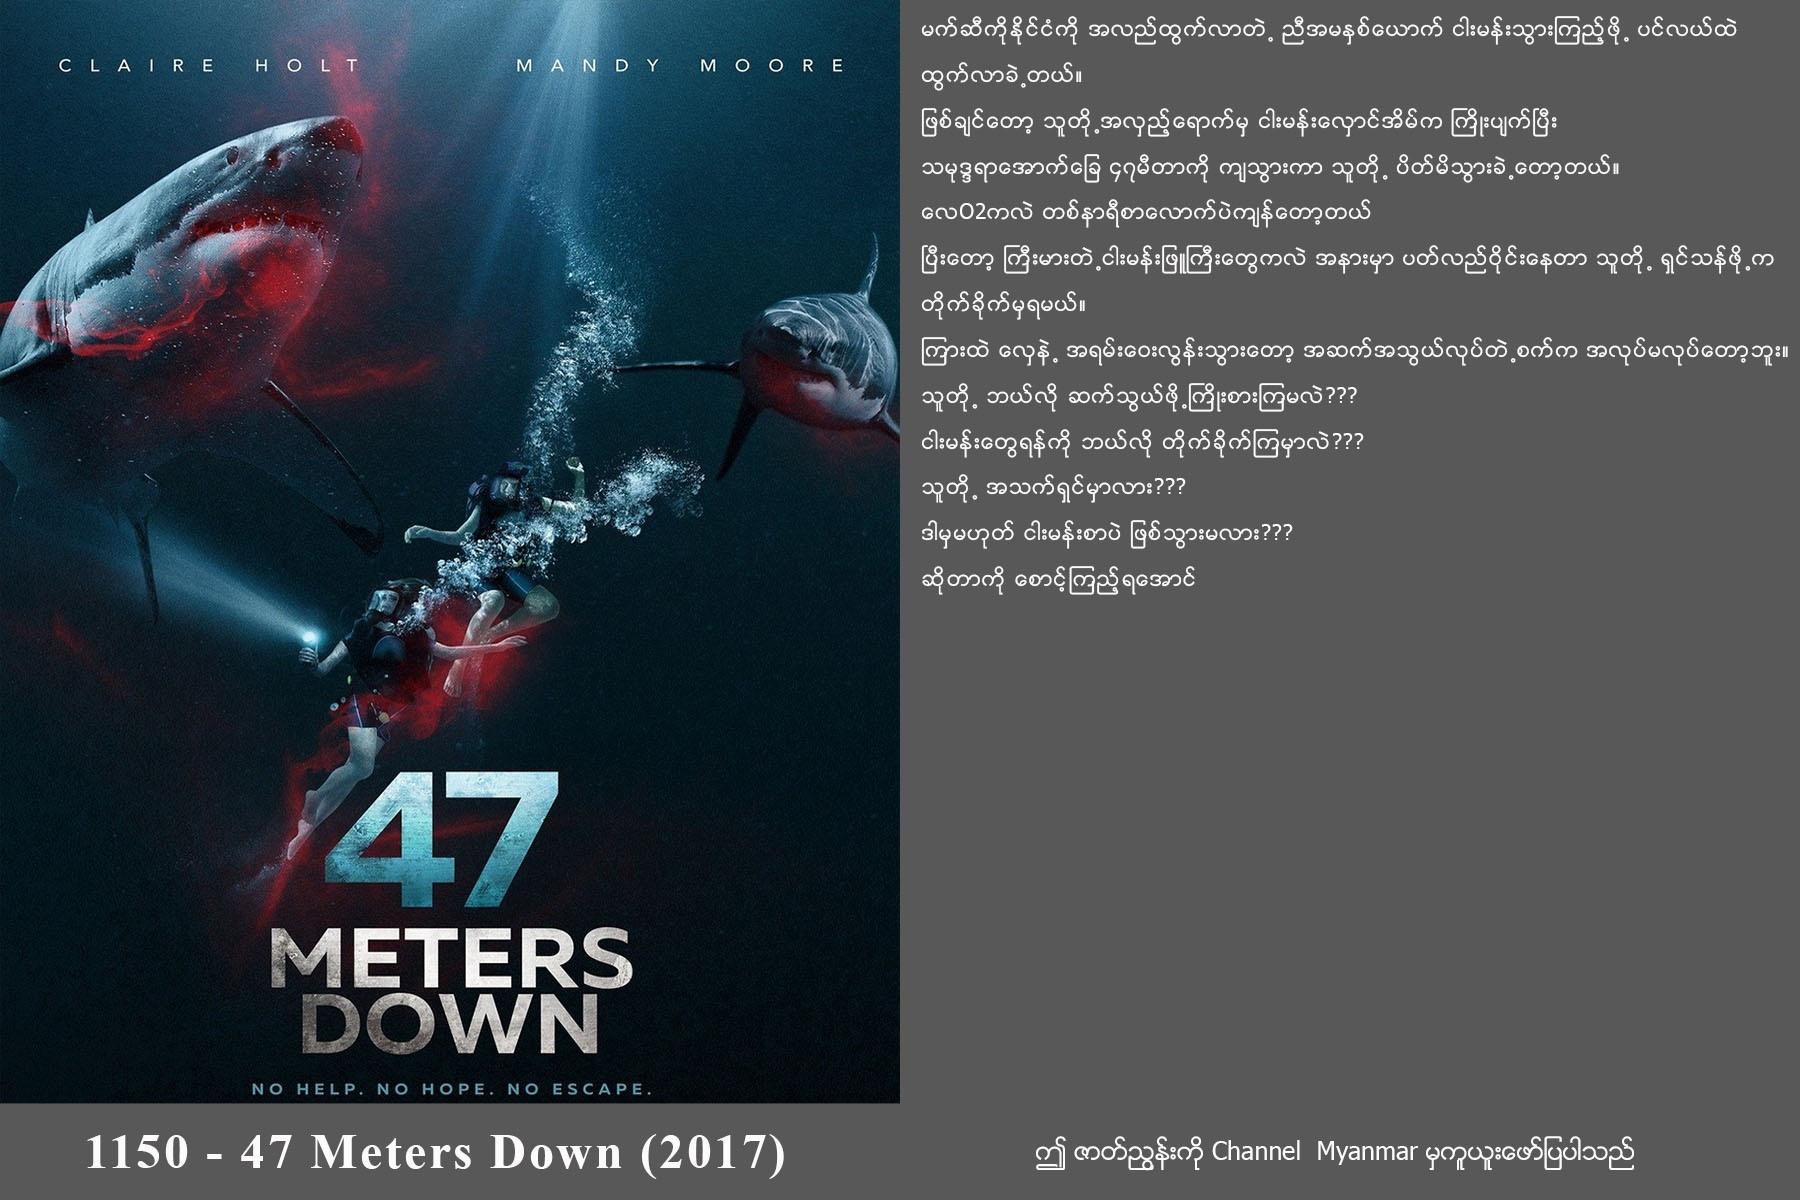 CLAIRE HOLT MANDY MOORE
47
METERS
DOWN
NO HELP. NO HOPE. NO ESCAPE.
1150 - 47 Meters Down (2017)
မက်ဆီကိုနိုင်ငံကို အလည်ထွက်လာတဲ့ ညီအမနှစ်ယောက် ငါးမန်းသွားကြည့်ဖို့ ပင်လယ်ထဲ
ထွက်လာခဲ့တယ်။
ဖြစ်ချင်တော့ သူတို့အလှည့်ရောက်မှ ငါးမန်းလှောင်အိမ်က ကြိုးပျက်ပြီး
သမုဒ္ဒရာအောက်ခြေ ၄၇မီတာကို ကျသွားကာ သူတို့ ပိတ်မိသွားခဲ့တော့တယ်။
လေO2ကလဲ တစ်နာရီစာလောက်ပဲကျန်တော့တယ်
ပြီးတော့ ကြီးမားတဲ့ငါးမန်းဖြူကြီးတွေကလဲ အနားမှာ ပတ်လည်ဝိုင်းနေတာ သူတို့ ရှင်သန်ဖို့က
တိုက်ခိုက်မှရမယ်။
ကြားထဲ လှေနဲ့ အရမ်းဝေးလွန်းသွားတော့ အဆက်အသွယ်လုပ်တဲ့စက်က အလုပ်မလုပ်တော့ဘူး။
သူတို့ ဘယ်လို ဆက်သွယ်ဖို့ကြိုးစားကြမလဲ???
ငါးမန်းတွေရန်ကို ဘယ်လို တိုက်ခိုက်ကြမှာလဲ???
သူတို့ အသက်ရှင်မှာလား???
ဒါမှမဟုတ် ငါးမန်းစာပဲ ဖြစ်သွားမလား???
ဆိုတာကို စောင့်ကြည့်ရအောင်
ဤ ဇာတ်ညွှန်းကို Channel Myanmar မှကူယူးဖော်ပြပါသည်